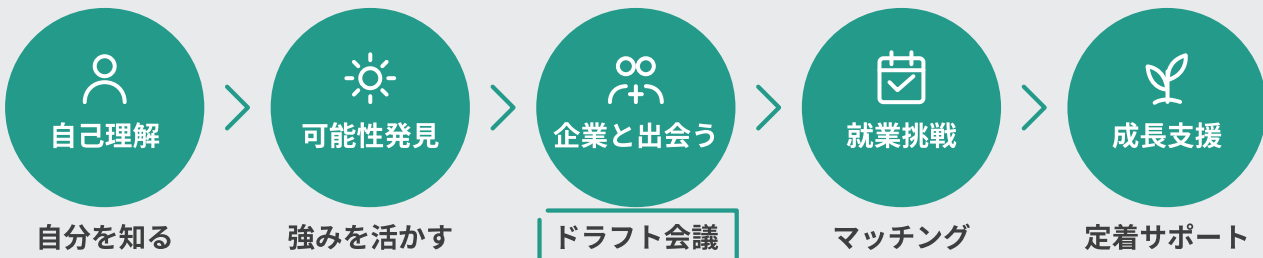 自己理解
可能性発見
企業と出会う
就業挑戦
成長支援
自分を知る
強みを活かす
ドラフト会議
マッチング
定着サポート